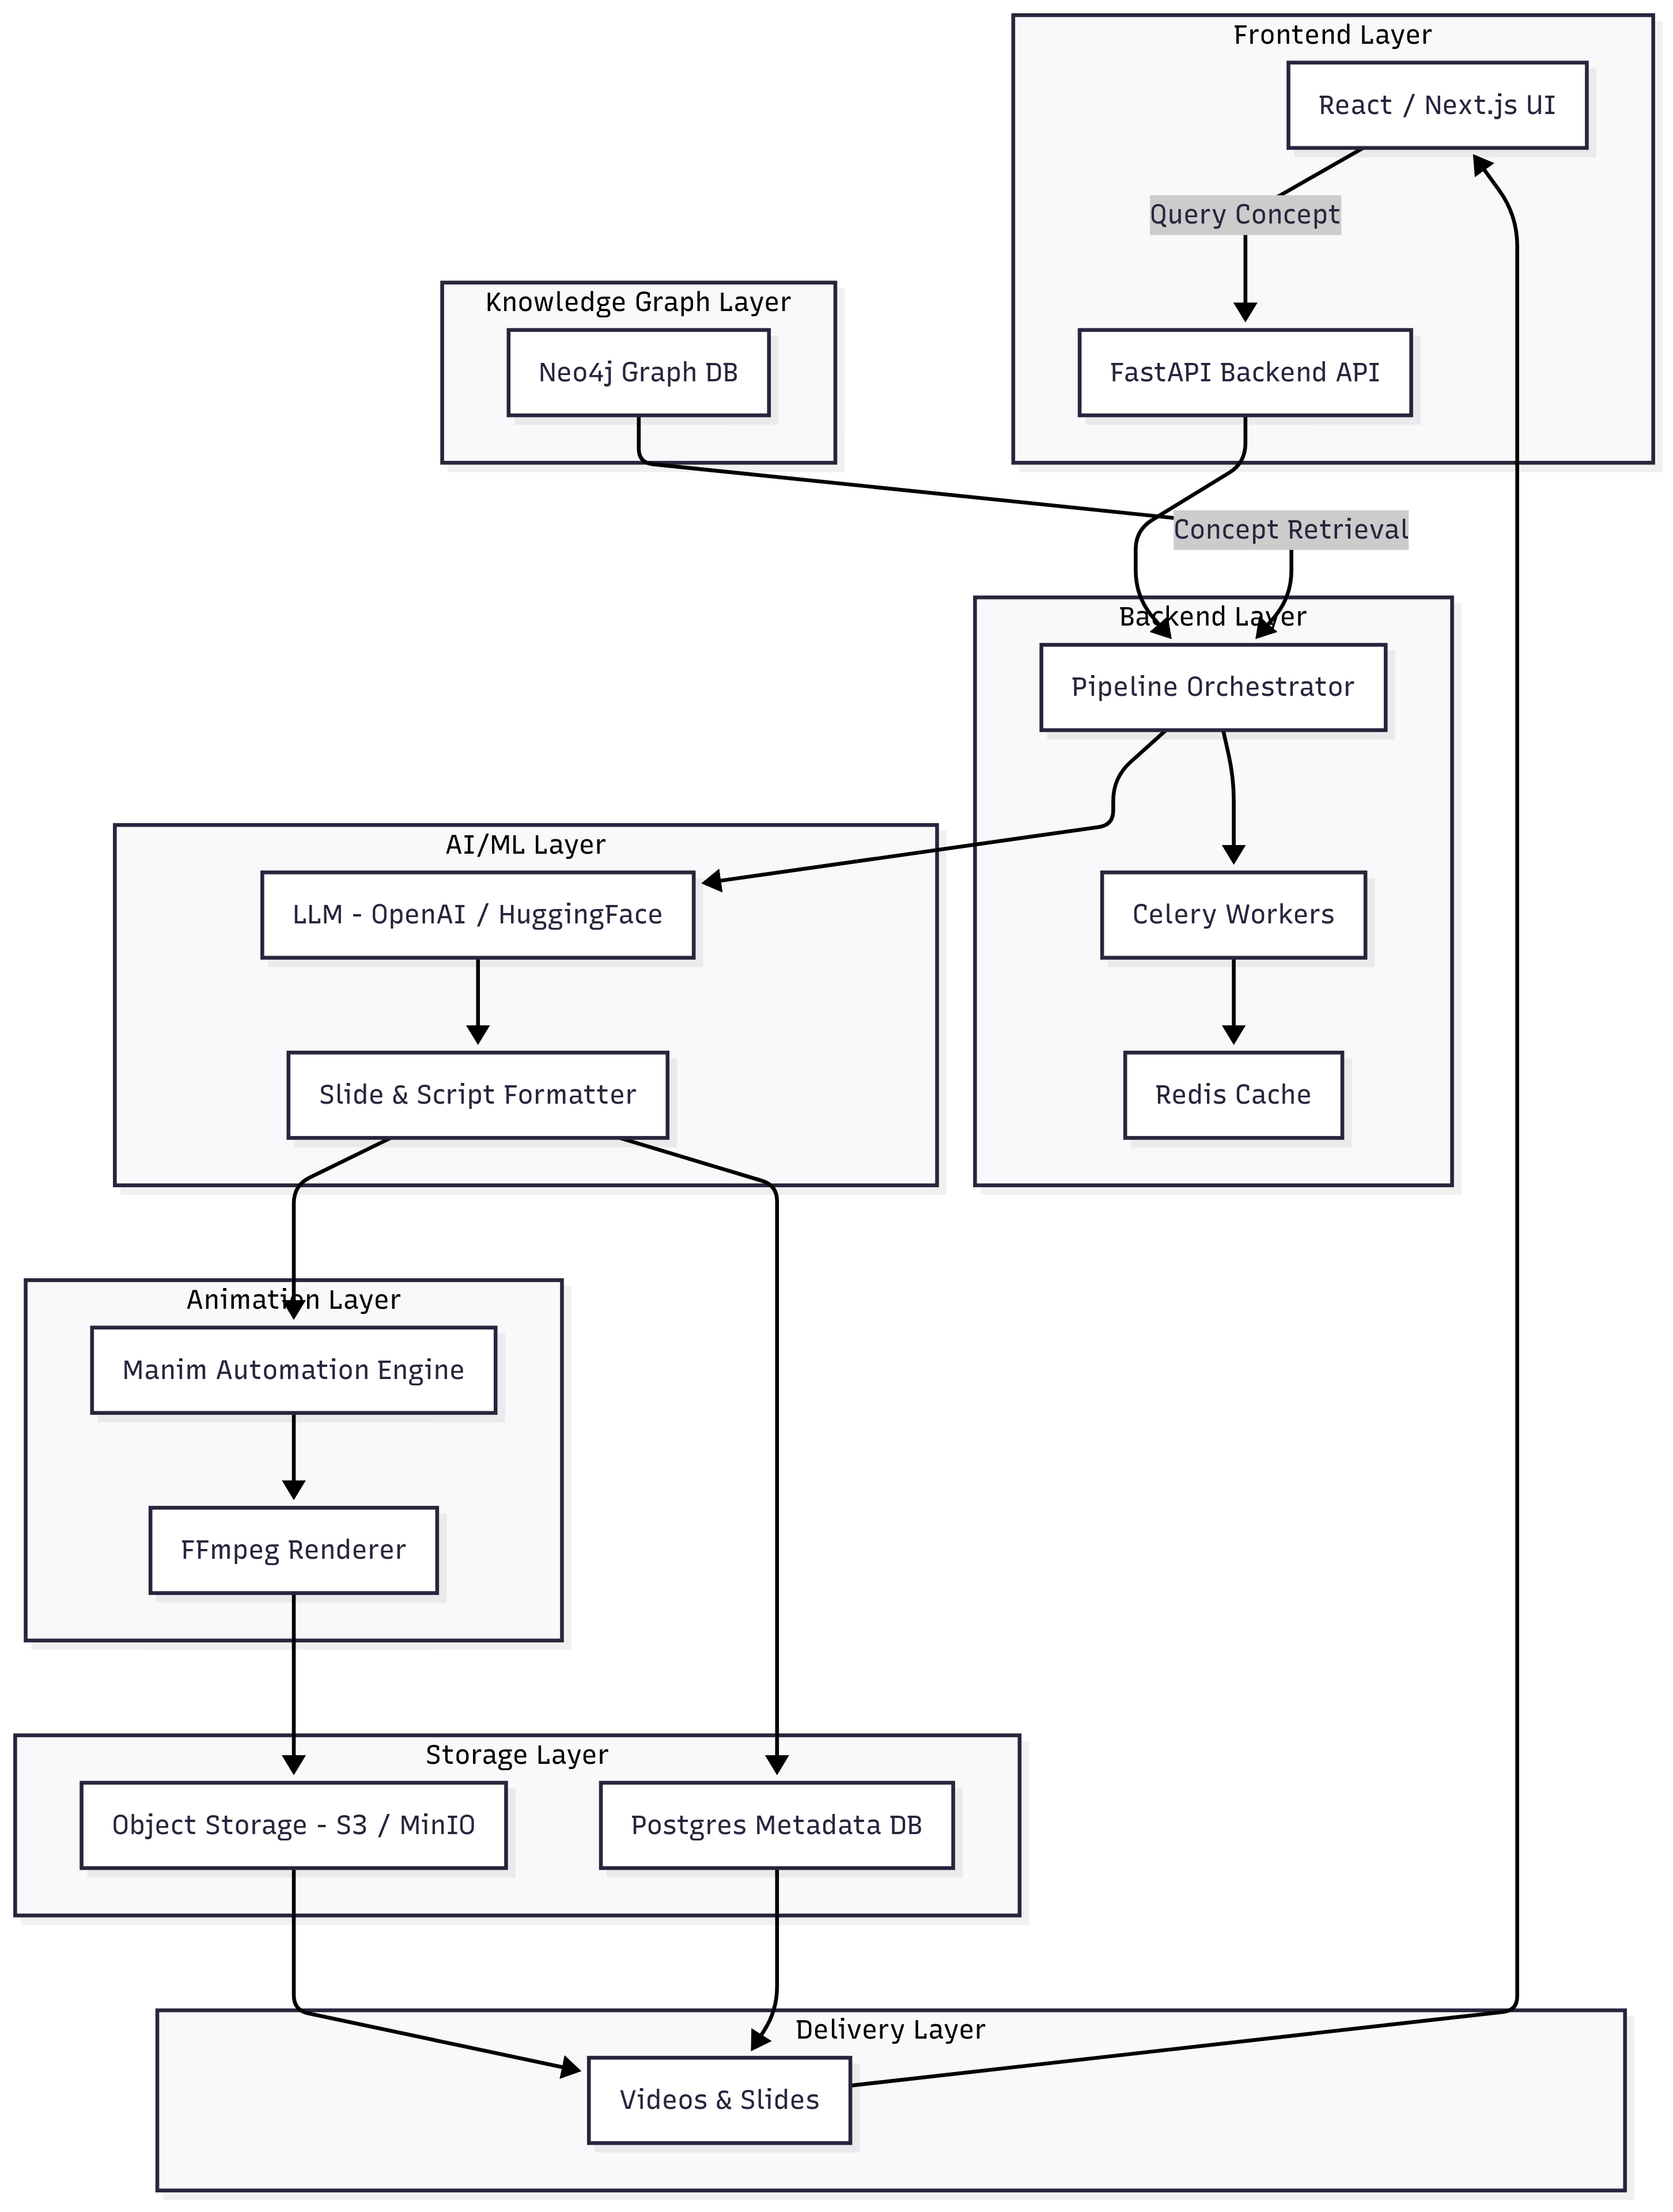 Frontend Layer
React / Next.js UI
Query Concept
Knowledge Graph Layer
Neo4j Graph DB
FastAPI Backend API
Concept Retrieval
Backend Layer
Pipeline Orchestrator
AI/ML Layer
LLM - OpenAI / HuggingFace
Celery Workers
Slide & Script Formatter
Redis Cache
Animation Layer
Manim Automation Engine
FFmpeg Renderer
Storage Layer
Object Storage - S3 / MinIO
Postgres Metadata DB
Delivery Layer
Videos & Slides